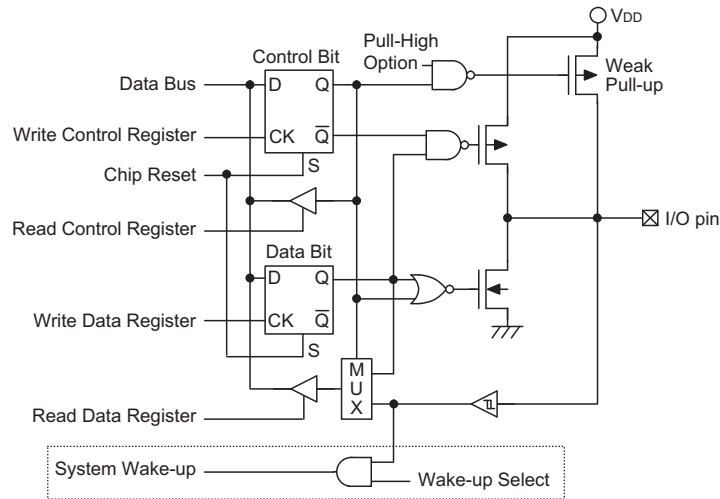 VDD
Control Bit
Pull-High
Option
Weak
Pull-up
Data Bus
D
Q
Write Control Register
CK
Q
S
Chip Reset
I/O pin
Read Control Register
Data Bit
D
Q
Write Data Register
CK
Q
S
M
U
X
Read Data Register
System Wake-up
Wake-up Select